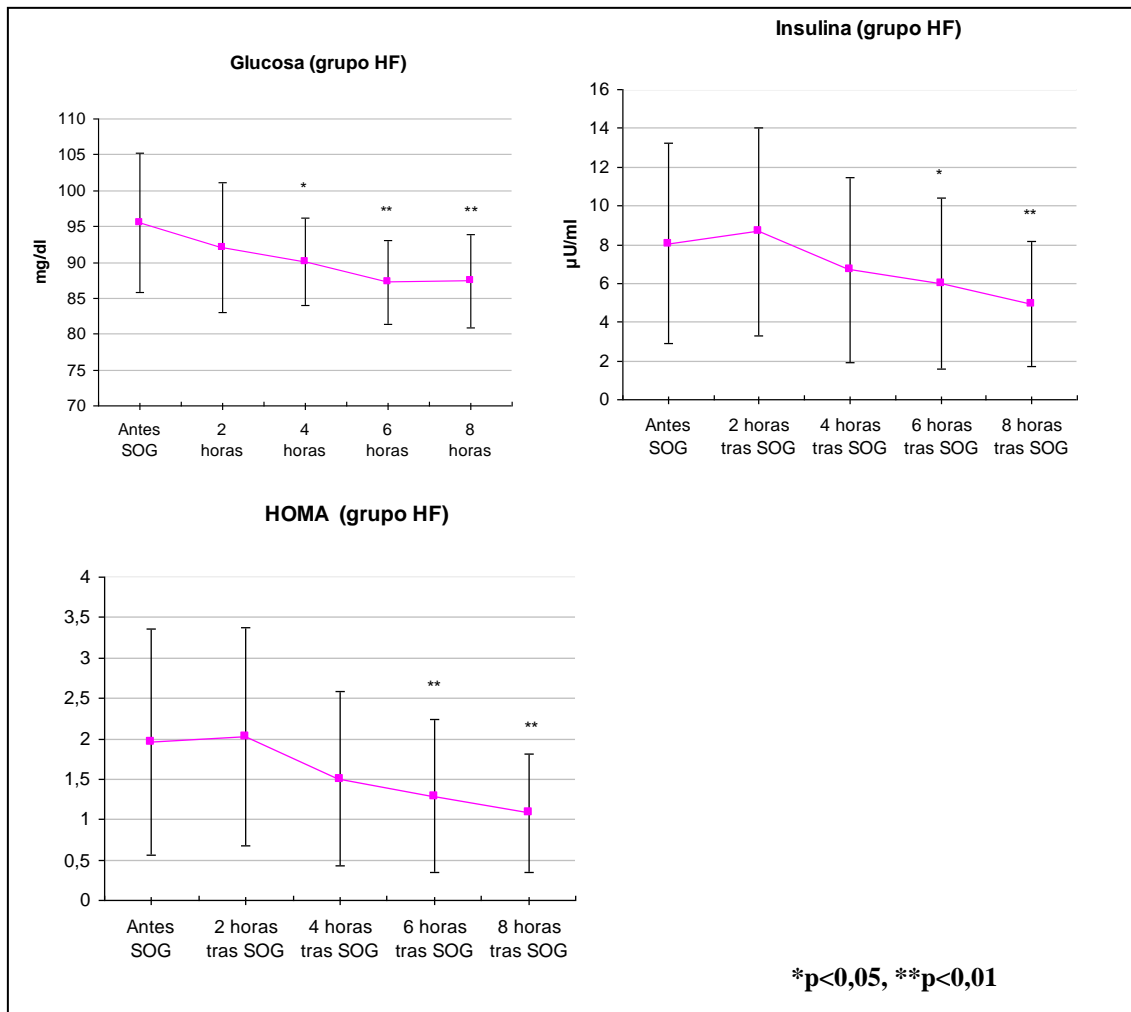 Glucosa (grupo HF)
110
105
100
95
90
85
80
75
70
mg/dl
*
**
**
Antes
SOG
2
horas
4
horas
6
horas
8
horas
Insulina (grupo HF)
16
14
12
10
8
6
4
2
0
µU/ml
*
**
Antes
SOG
2 horas
tras SOG
4 horas
tras SOG
6 horas
tras SOG
8 horas
tras SOG
HOMA (grupo HF)
4
3,5
3
2,5
2
1,5
1
0,5
0
**
**
Antes
SOG
2 horas
tras SOG
4 horas
tras SOG
6 horas
tras SOG
8 horas
tras SOG
*p<0,05, **p<0,01